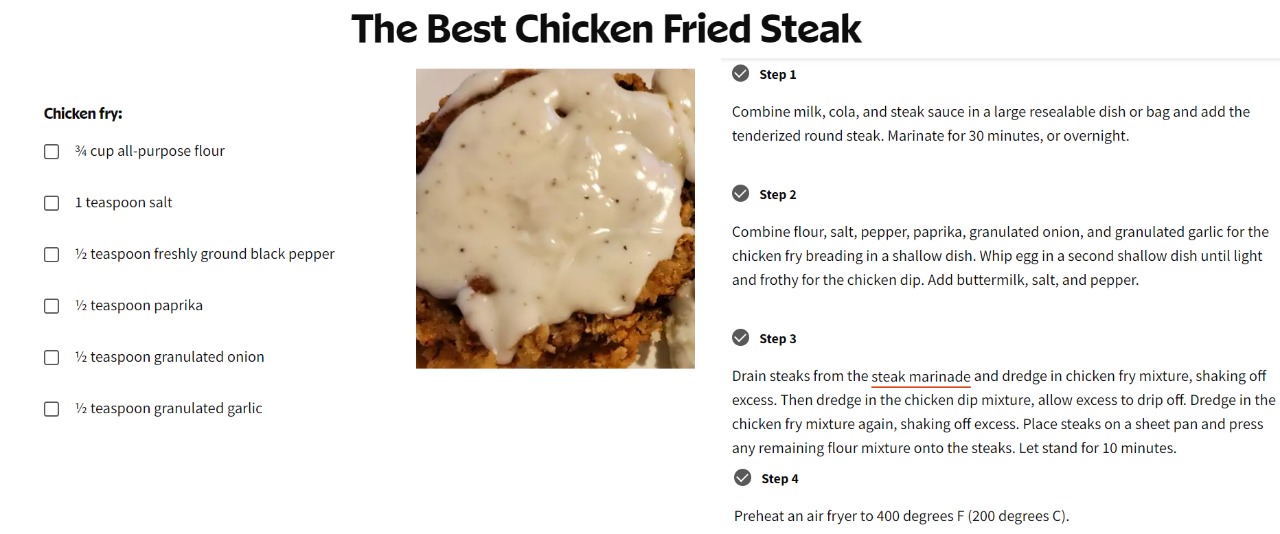 The Best Chicken Fried Steak
Chicken fry:
¾ cup all-purpose flour
1 teaspoon salt
½ teaspoon freshly ground black pepper
½ teaspoon paprika
½ teaspoon granulated onion
½ teaspoon granulated garlic
Step 1
Combine milk, cola, and steak sauce in a large resealable dish or bag and add the
tenderized round steak. Marinate for 30 minutes, or overnight.
Step 2
Combine flour, salt, pepper, paprika, granulated onion, and granulated garlic for the
chicken fry breading in a shallow dish. Whip egg in a second shallow dish until light
and frothy for the chicken dip. Add buttermilk, salt, and pepper.
Step 3
Drain steaks from the steak marinade and dredge in chicken fry mixture, shaking off
excess. Then dredge in the chicken dip mixture, allow excess to drip off. Dredge in the
chicken fry mixture again, shaking off excess. Place steaks on a sheet pan and press
any remaining flour mixture onto the steaks. Let stand for 10 minutes.
Step 4
Preheat an air fryer to 400 degrees F (200 degrees C).